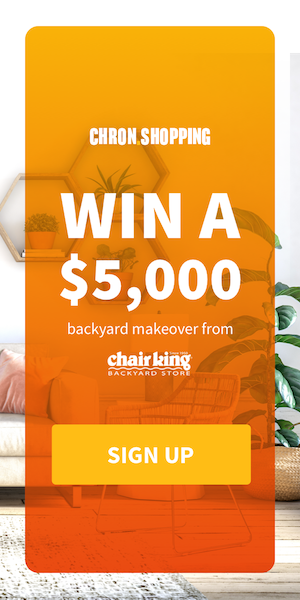 CHRON.SHOPPING
WIN A
$5,000
backyard makeover from
chair king
BACKYARD STORE
SIGN UP